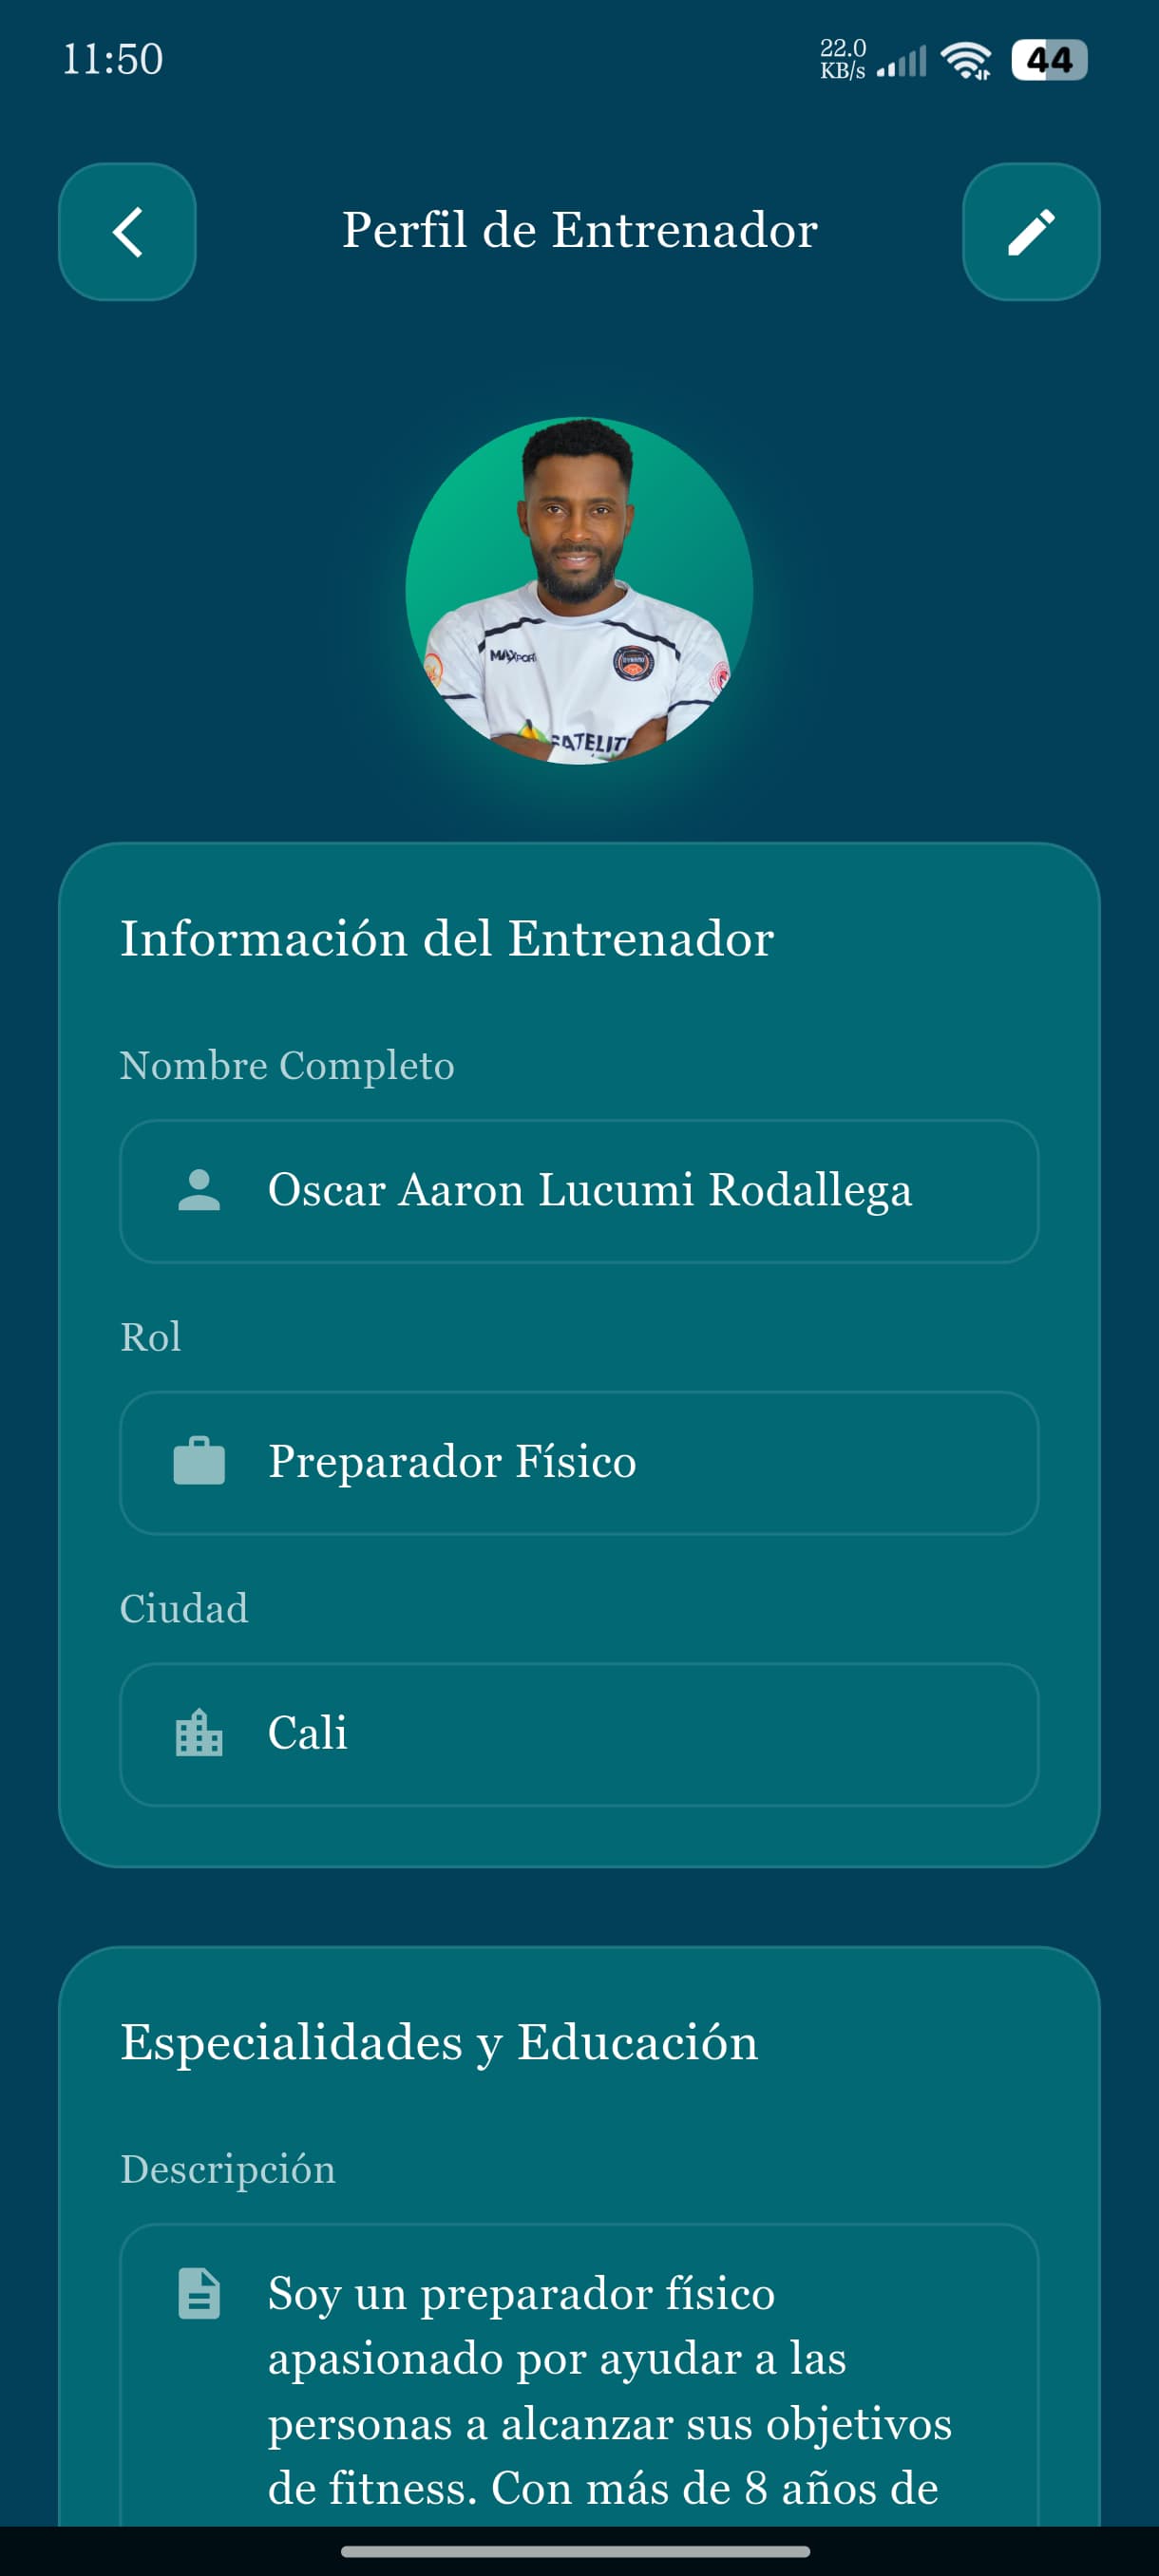 11:50
22.0
KB/s
44
Perfil de Entrenador
SATELIT
Información del Entrenador
Nombre Completo
Oscar Aaron Lucumi Rodallega
Rol
Preparador Físico
Ciudad
Cali
Especialidades y Educación
Descripción
Soy un preparador físico
apasionado por ayudar a las
personas a alcanzar sus objetivos
de fitness. Con más de 8 años de